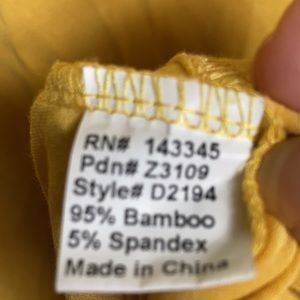 RN# 143345
Pdn# Z3109
Style# D2194
95% Bamboo
5% Spandex
Made in China